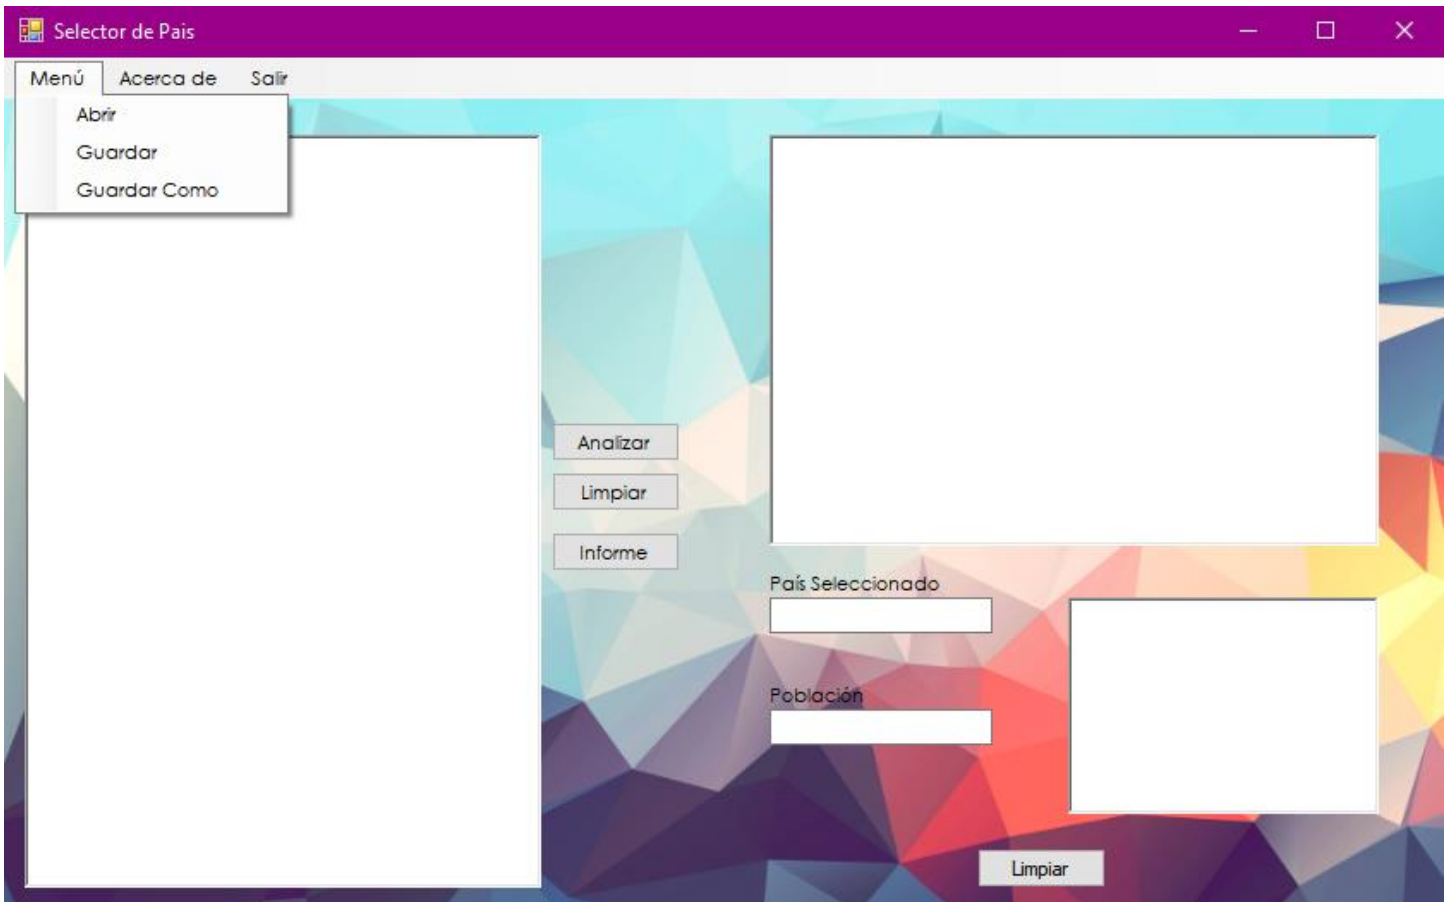 Selector de Pais
Menú Acerca de Salir
Abrir
Guardar
Guardar Como
Analizar
Limpiar
Informe
País Seleccionado
Población
Limpiar